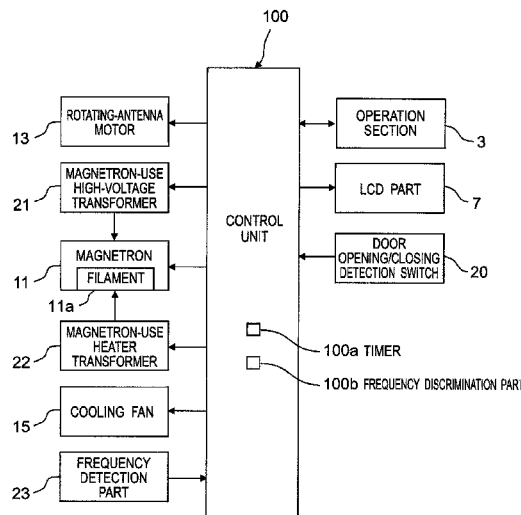 100
ROTATING-ANTENNA
MOTOR
13
MAGNETRON-USE
HIGH-VOLTAGE
TRANSFORMER
21
MAGNETRON
FILAMENT
11
11a
MAGNETRON-USE
HEATER
TRANSFORMER
22
COOLING FAN
15
FREQUENCY
DETECTION
PART
23
CONTROL
UNIT
OPERATION
SECTION
3
LCD PART
7
DOOR
OPENING/CLOSING
DETECTION SWITCH
20
100a TIMER
100b FREQUENCY DISCRIMINATION PART